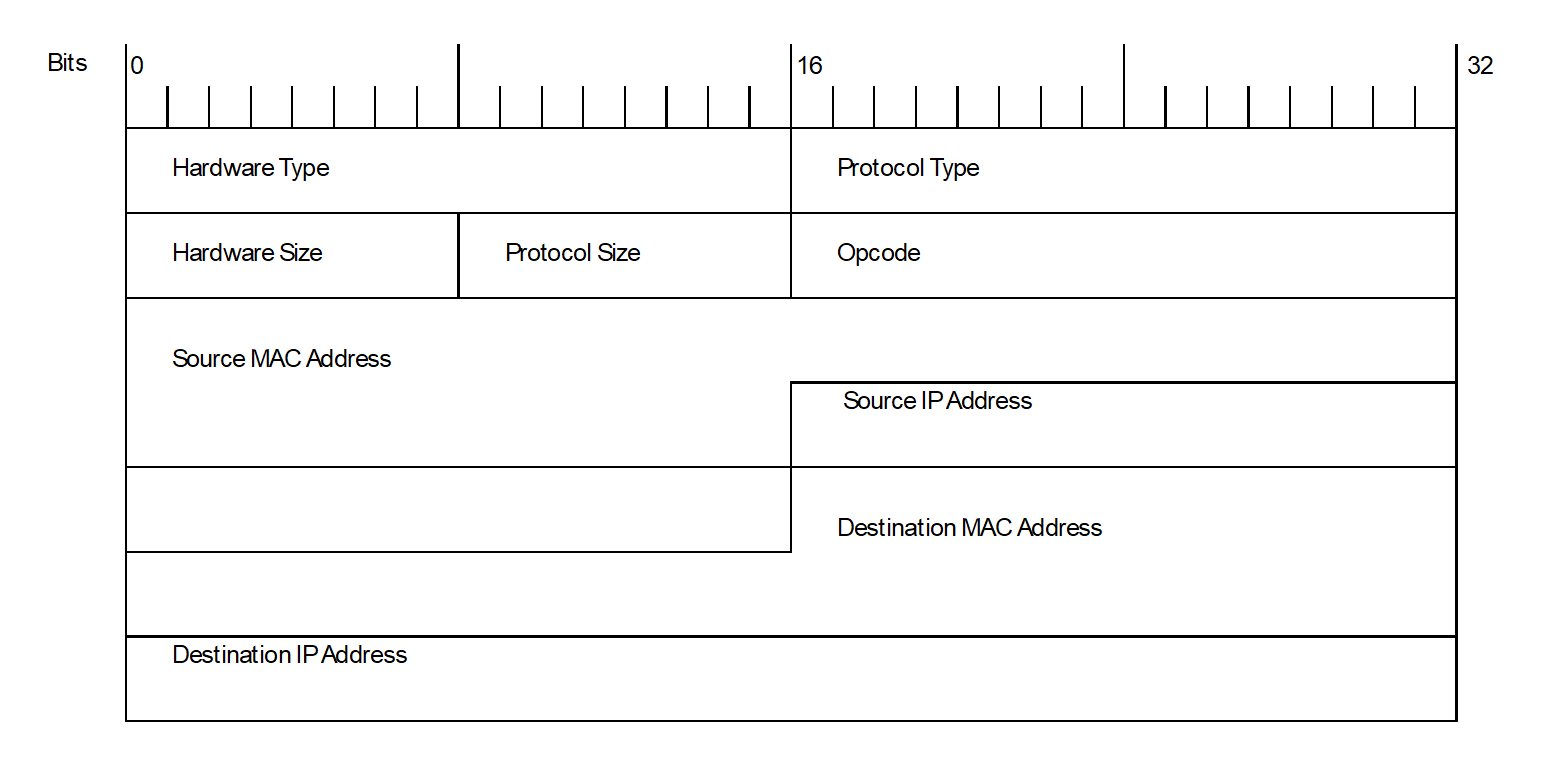 Bits 0 16 32
Hardware Type Protocol Type
Hardware Size Protocol Size Opcode
Source MAC Address
Source IP Address
Destination MAC Address
Destination IP Address